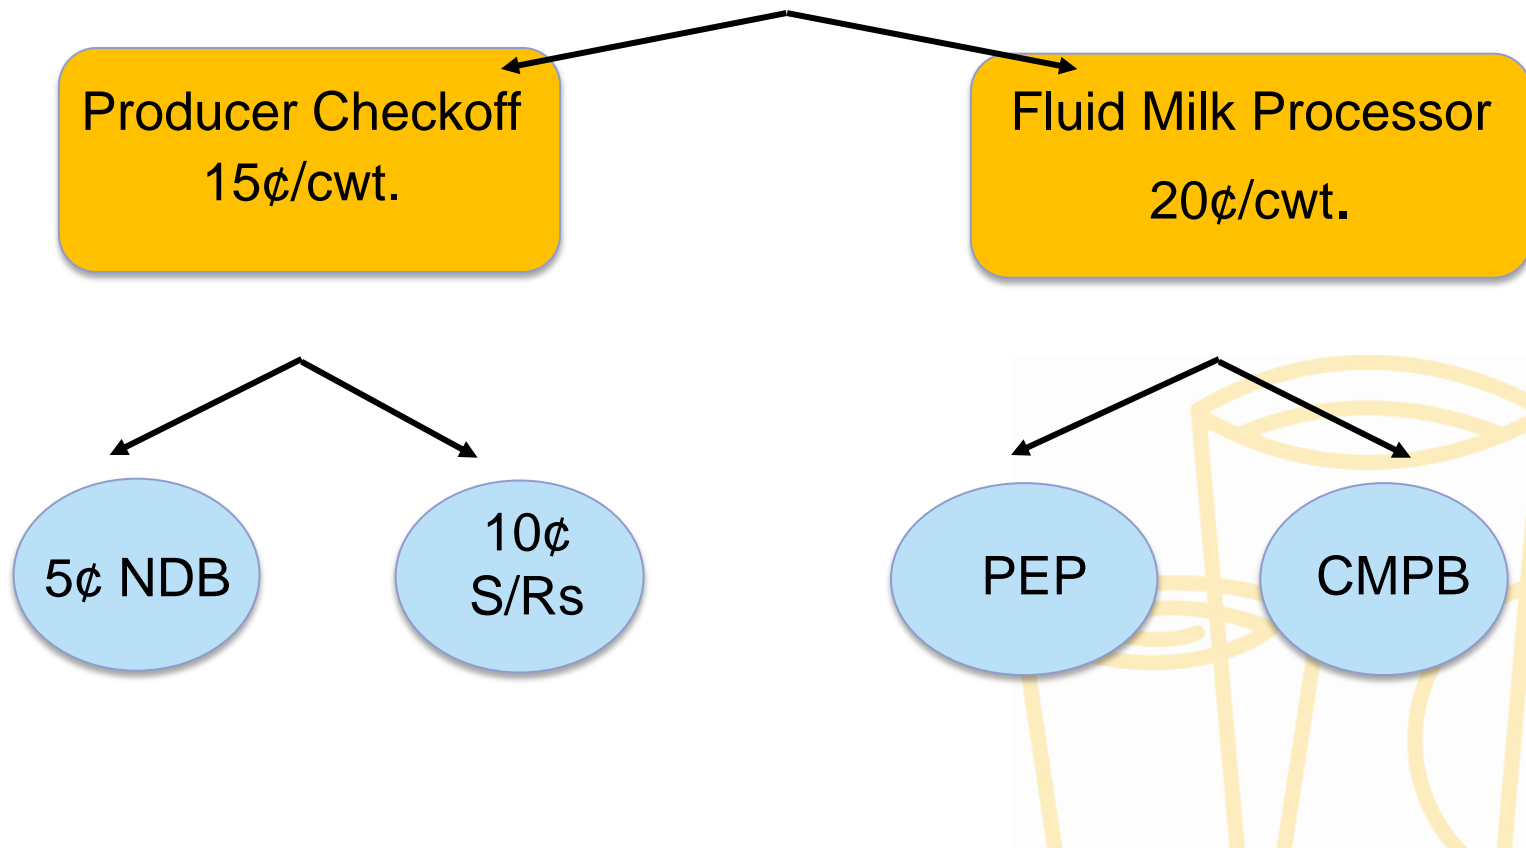 Producer Checkoff
15¢/cwt.
Fluid Milk Processor
20¢/cwt.
5¢ NDB
10¢
S/Rs
PEP
CMPB